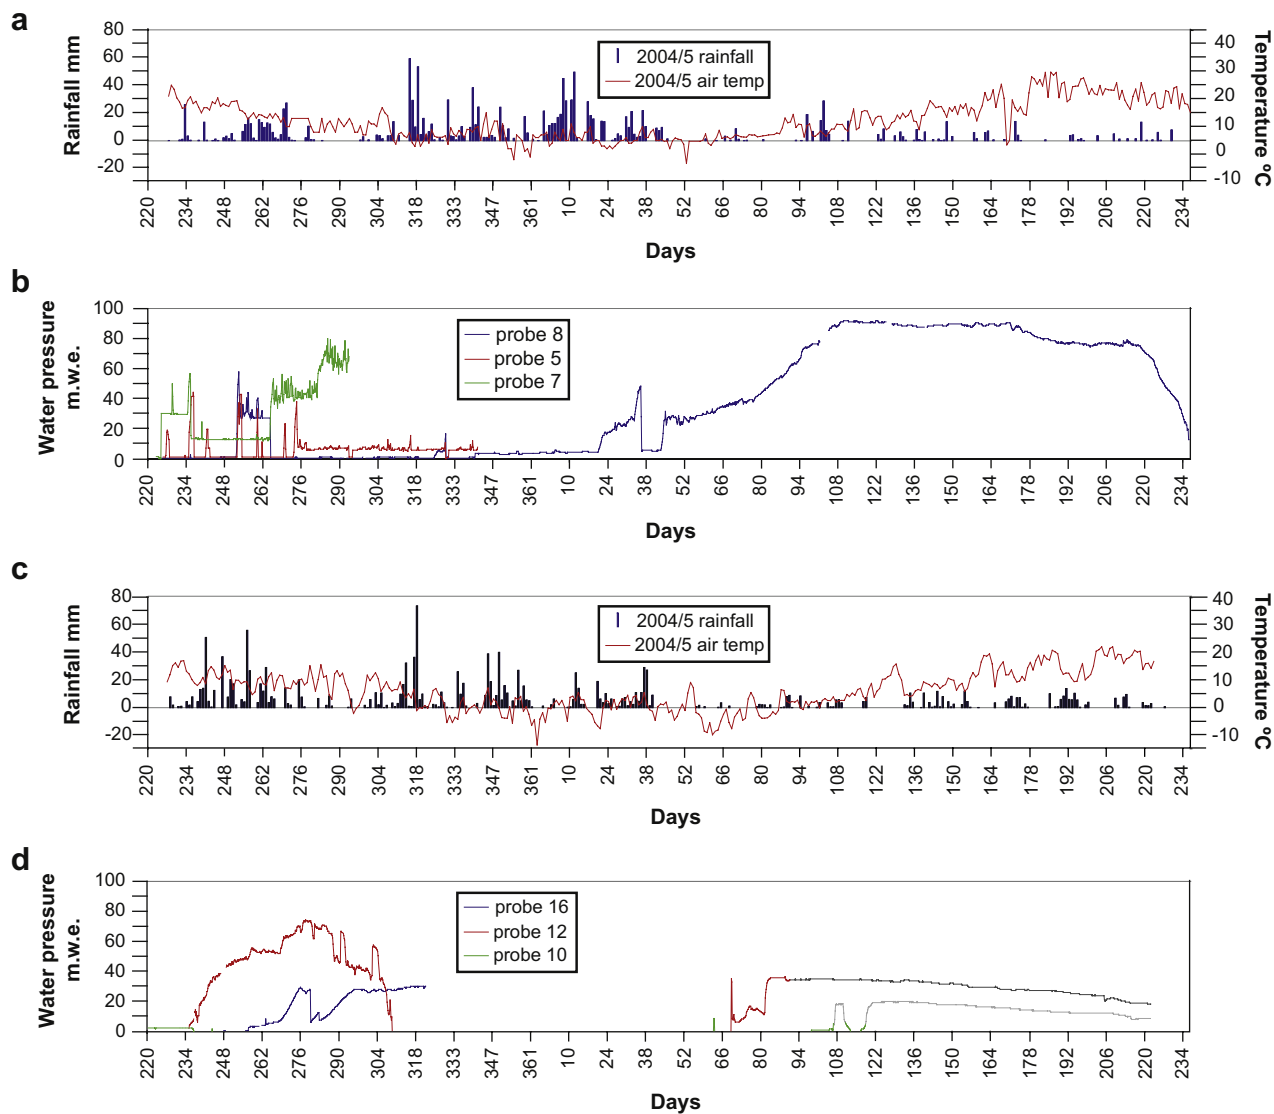 a
80
60
40
20
0
-20
Rainfall mm
2004/5 rainfall
2004/5 air temp
40
30
20
10
0
-10
Temperature ºC
220 234 248 262 276 290 304 318 333 347 361 10 24 38 52 66 80 94 108 122 136 150 164 178 192 206 220 234
Days
b
100
80
60
40
20
0
Water pressure
m.w.e.
probe 8
probe 5
probe 7
220 234 248 262 276 290 304 318 333 347 361 10 24 38 52 66 80 94 108 122 136 150 164 178 192 206 220 234
Days
c
80
60
40
20
0
-20
Rainfall mm
2004/5 rainfall
2004/5 air temp
40
30
20
10
0
-10
Temperature ºC
220 234 248 262 276 290 304 318 333 347 361 10 24 38 52 66 80 94 108 122 136 150 164 178 192 206 220 234
Days
d
100
80
60
40
20
0
Water pressure
m.w.e.
probe 16
probe 12
probe 10
220 234 248 262 276 290 304 318 333 347 361 10 24 38 52 66 80 94 108 122 136 150 164 178 192 206 220 234
Days